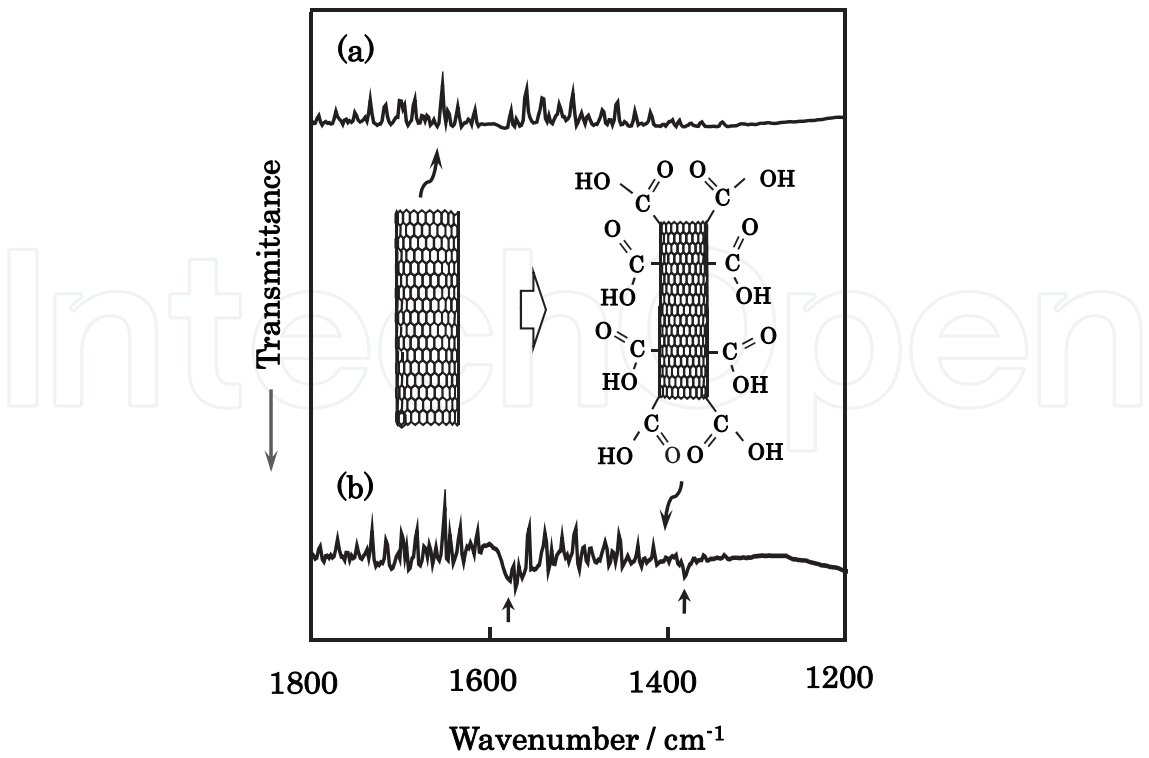 (a)
Transmittance
HO
O
O
OH
C
C
O
O
C
C
HO
OH
O
O
C
C
HO
OH
C
C
HO
O
O
OH
(b)
1800
1600
1400
1200
Wavenumber / cm-1
IntechOpen